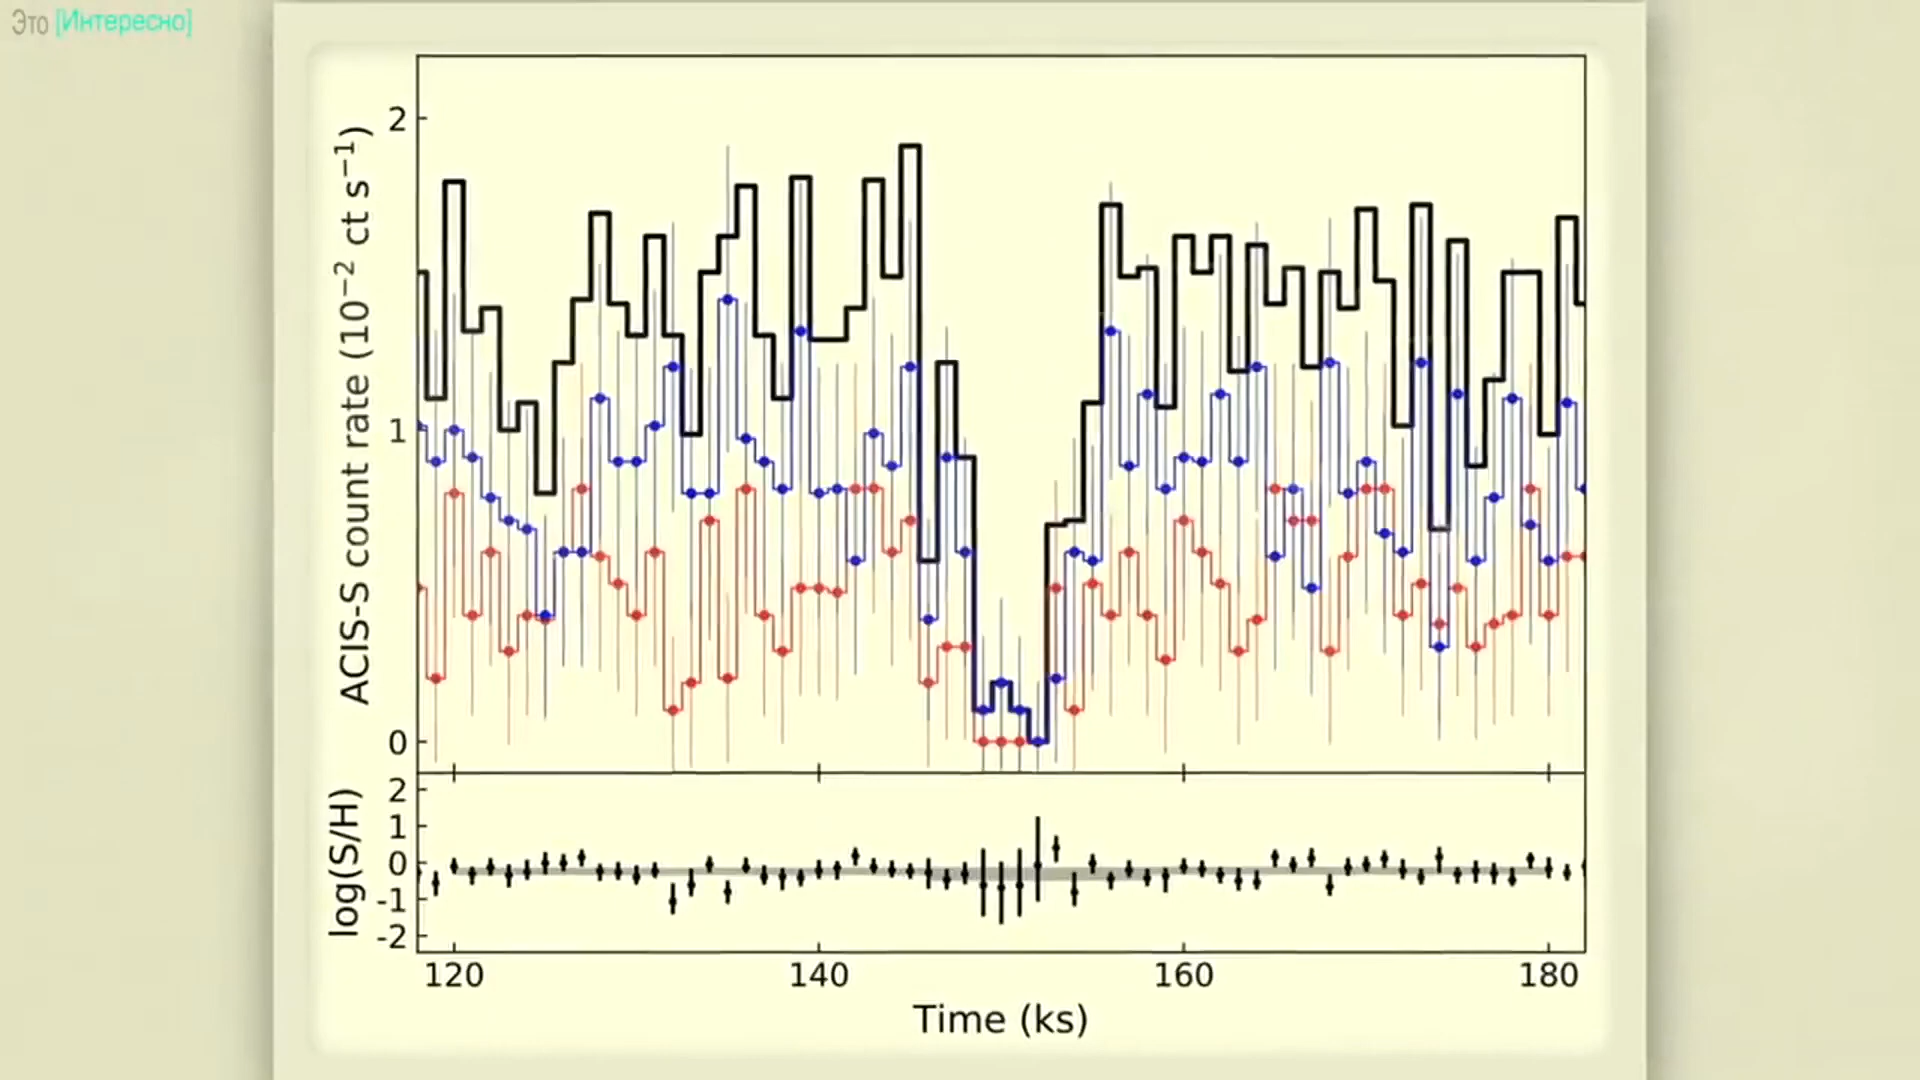 Это [Интересно]
ACIS-S count rate (10⁻² ct s⁻¹)
2
1
0
log(S/H)
2
1
0
-1
-2
120 140 160 180
Time (ks)